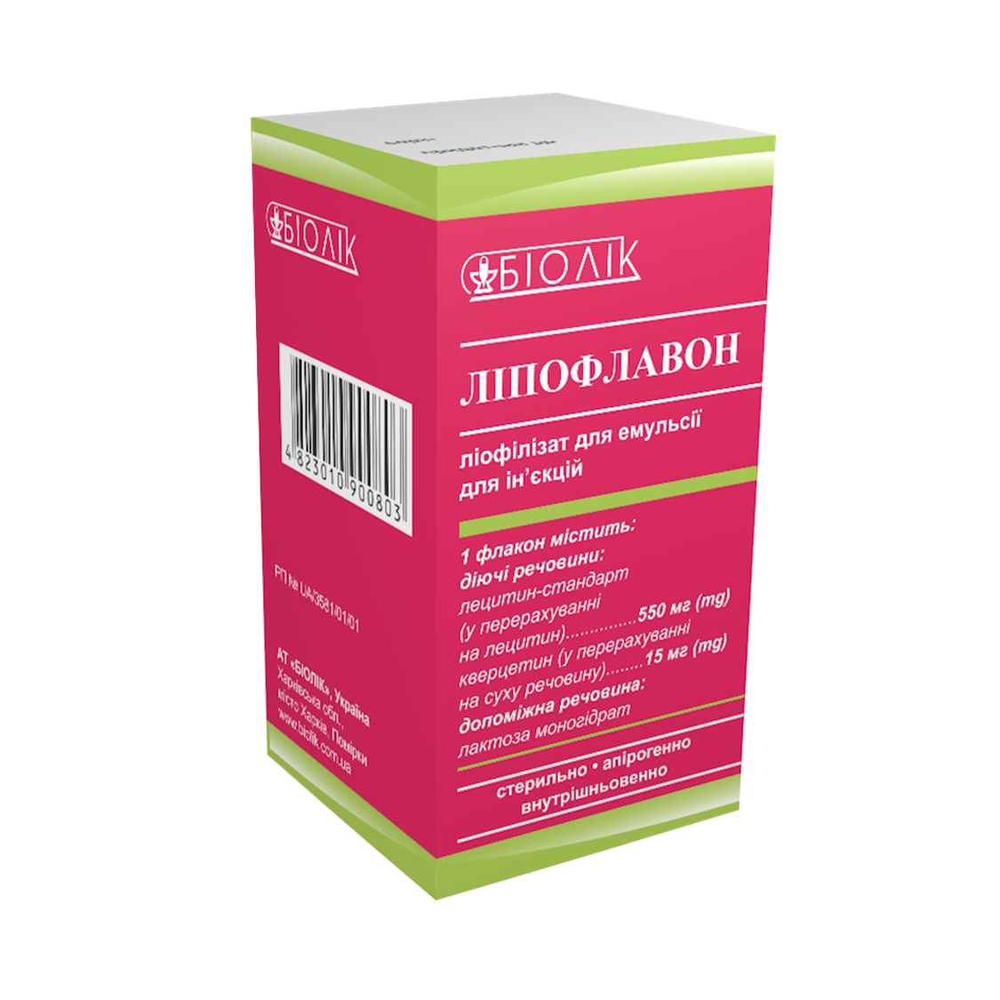 БІОЛІК
4 823010 900803
РП № UA/3581/01/01
АТ «БІОЛІК», Україна
Харківська обл.,
місто Харків, Помірки
www.biolik.com.ua
БІОЛІК
ЛІПОФЛАВОН
ліофілізат для емульсії
для ін’єкцій
1 флакон містить:
діючі речовини:
лецитин-стандарт
(у перерахуванні
на лецитин)..............550 мг (mg)
кверцетин (у перерахуванні
на суху речовину).......15 мг (mg)
допоміжна речовина:
лактоза моногідрат
стерильно • апірогенно
внутрішньовенно